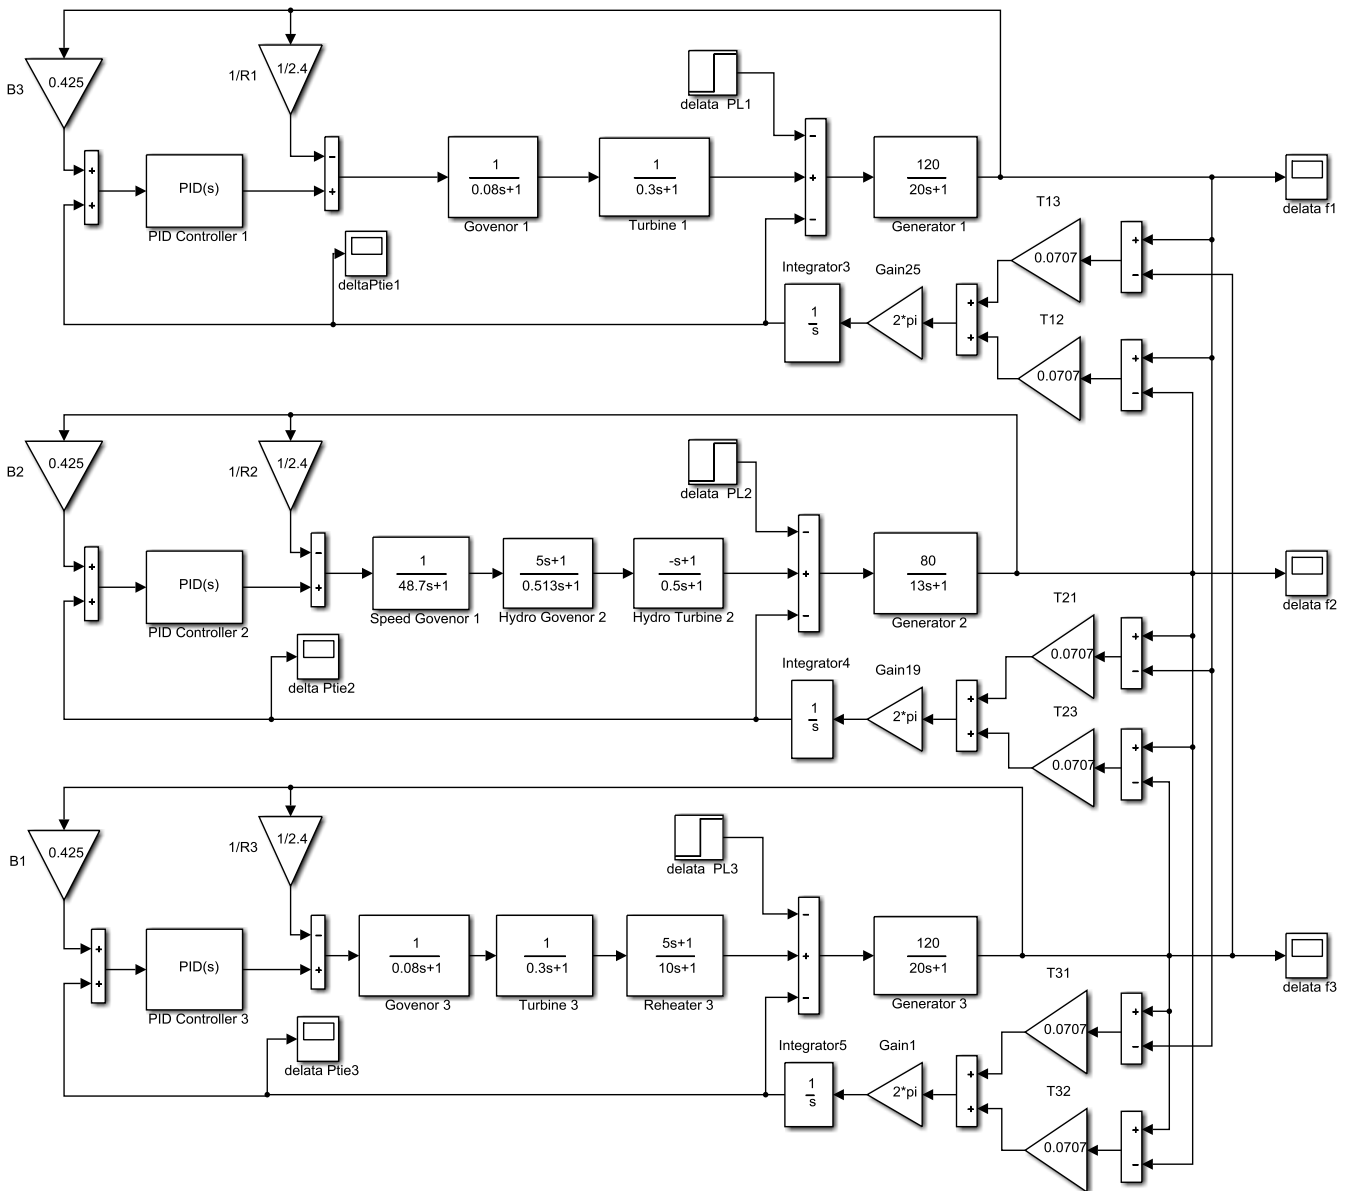 B3
0.425
1/R1
1/2.4
delata PL1
+
+
PID(s)
PID Controller 1
−
+
1
0.08s+1
Govenor 1
1
0.3s+1
Turbine 1
−
+
−
120
20s+1
Generator 1
delata f1
deltaPtie1
Integrator3
1
s
Gain25
2*pi
+
+
T13
0.0707
+
−
T12
0.0707
+
−
B2
0.425
1/R2
1/2.4
delata PL2
+
+
PID(s)
PID Controller 2
−
+
1
48.7s+1
Speed Govenor 1
5s+1
0.513s+1
Hydro Govenor 2
-s+1
0.5s+1
Hydro Turbine 2
−
+
−
80
13s+1
Generator 2
delata f2
delta Ptie2
Integrator4
1
s
Gain19
2*pi
+
+
T21
0.0707
+
−
T23
0.0707
+
−
B1
0.425
1/R3
1/2.4
delata PL3
+
+
PID(s)
PID Controller 3
−
+
1
0.08s+1
Govenor 3
1
0.3s+1
Turbine 3
5s+1
10s+1
Reheater 3
−
+
−
120
20s+1
Generator 3
delata f3
delata Ptie3
Integrator5
1
s
Gain1
2*pi
+
+
T31
0.0707
+
−
T32
0.0707
+
−